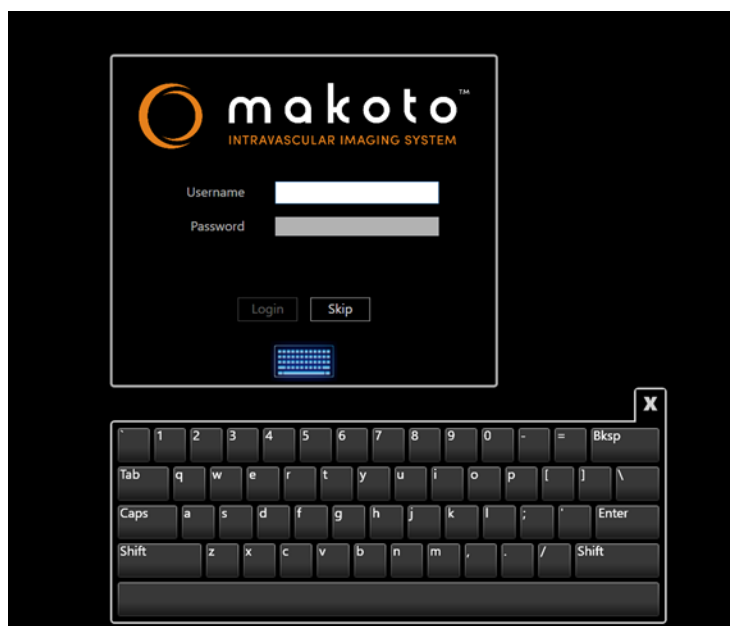 makoto™
INTRAVASCULAR IMAGING SYSTEM
Username
Password
Login Skip
X
` 1 2 3 4 5 6 7 8 9 0 - = Bksp
Tab q w e r t y u i o p [ ] \
Caps a s d f g h j k l ; ' Enter
Shift z x c v b n m , . / Shift